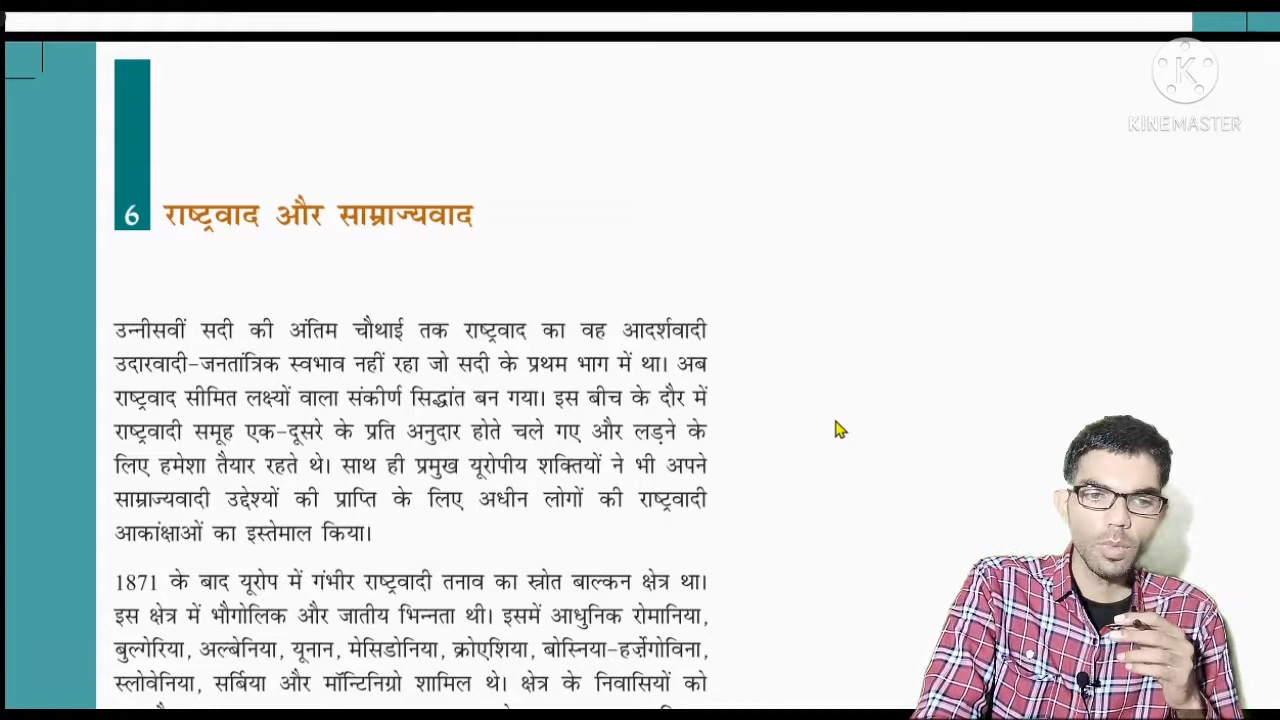 KINEMASTER
6 राष्ट्रवाद और साम्राज्यवाद
उन्नीसवीं सदी की अंतिम चौथाई तक राष्ट्रवाद का वह आदर्शवादी
उदारवादी-जनतांत्रिक स्वभाव नहीं रहा जो सदी के प्रथम भाग में था। अब
राष्ट्रवाद सीमित लक्ष्यों वाला संकीर्ण सिद्धांत बन गया। इस बीच के दौर में
राष्ट्रवादी समूह एक-दूसरे के प्रति अनुदार होते चले गए और लड़ने के
लिए हमेशा तैयार रहते थे। साथ ही प्रमुख यूरोपीय शक्तियों ने भी अपने
साम्राज्यवादी उद्देश्यों की प्राप्ति के लिए अधीन लोगों की राष्ट्रवादी
आकांक्षाओं का इस्तेमाल किया।
1871 के बाद यूरोप में गंभीर राष्ट्रवादी तनाव का स्रोत बाल्कन क्षेत्र था।
इस क्षेत्र में भौगोलिक और जातीय भिन्नता थी। इसमें आधुनिक रोमानिया,
बुल्गेरिया, अल्बेनिया, यूनान, मेसिडोनिया, क्रोएशिया, बोस्निया-हर्ज़ेगोविना,
स्लोवेनिया, सर्बिया और मॉन्टिनिग्रो शामिल थे। क्षेत्र के निवासियों को